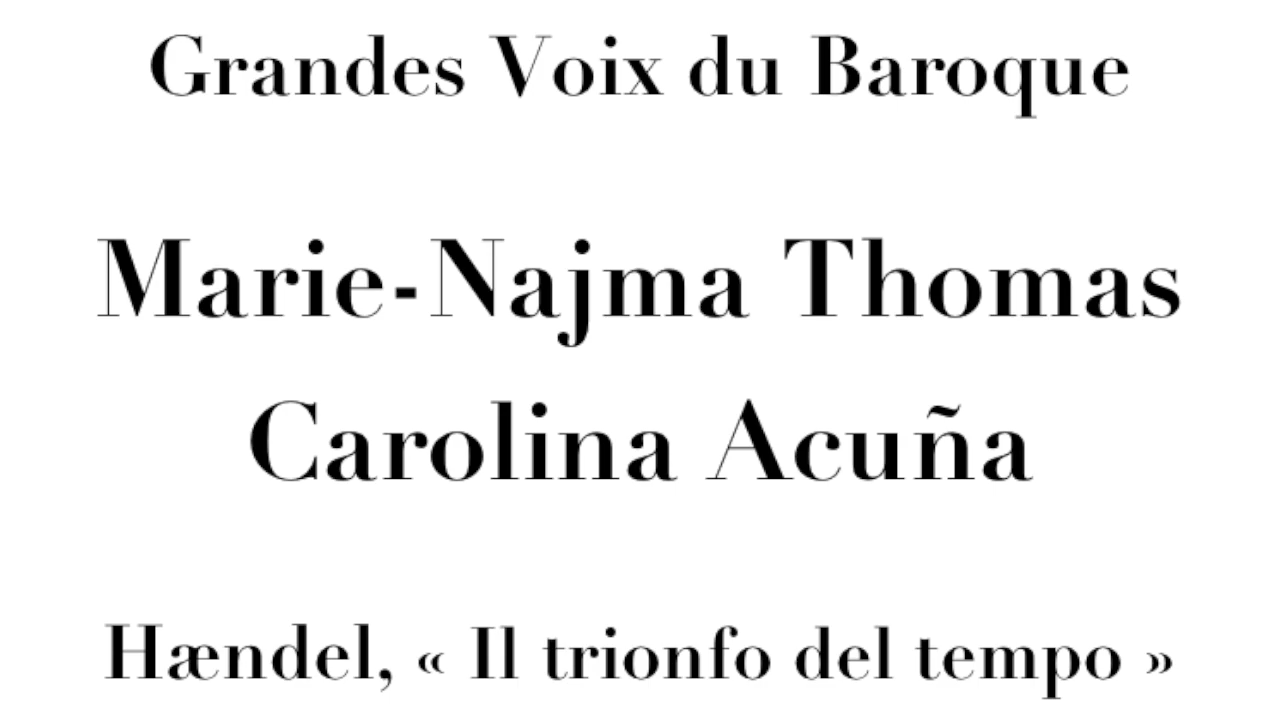 Grandes Voix du Baroque
Marie-Najma Thomas
Carolina Acuña
Hændel, « Il trionfo del tempo »